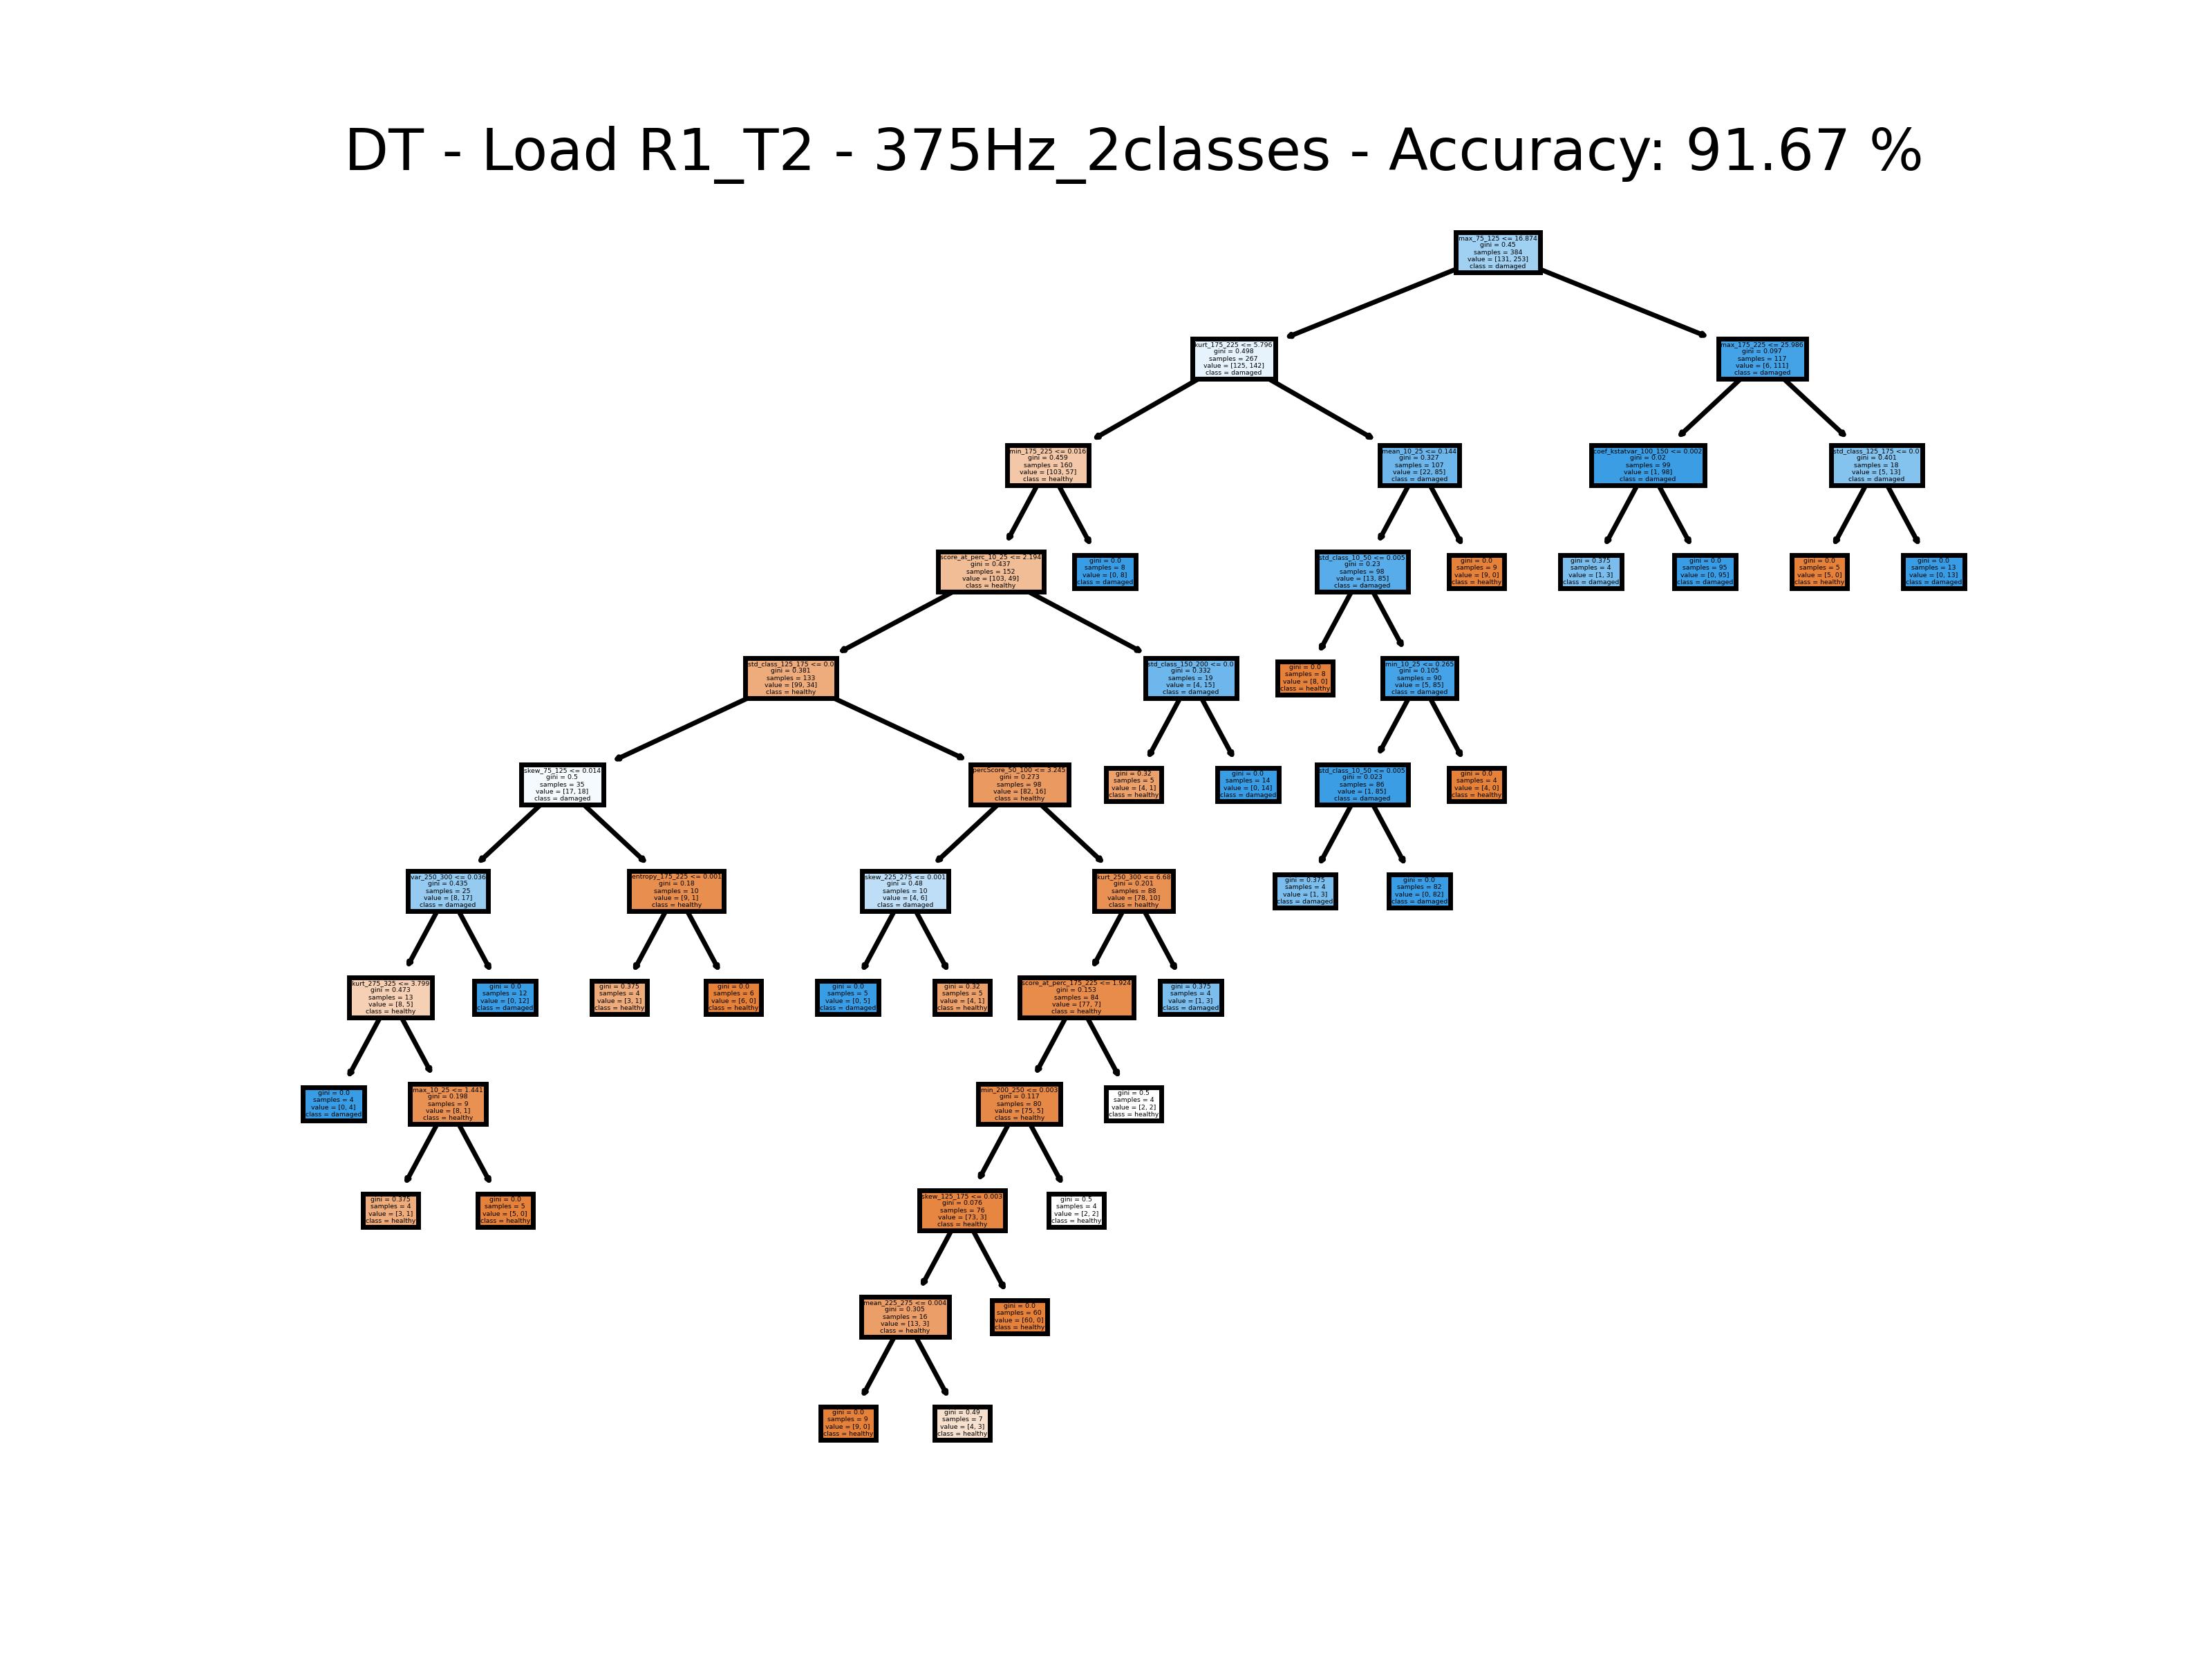 DT - Load R1_T2 - 375Hz_2classes - Accuracy: 91.67 %
max_75_125 <= 16.874
gini = 0.45
samples = 384
value = [131, 253]
class = damaged
kurt_175_225 <= 5.796
gini = 0.498
samples = 267
value = [125, 142]
class = damaged
max_175_225 <= 25.986
gini = 0.097
samples = 117
value = [6, 111]
class = damaged
min_175_225 <= 0.016
gini = 0.459
samples = 160
value = [103, 57]
class = healthy
mean_10_25 <= 0.144
gini = 0.327
samples = 107
value = [22, 85]
class = damaged
coef_kstatvar_100_150 <= 0.002
gini = 0.02
samples = 99
value = [1, 98]
class = damaged
std_class_125_175 <= 0.0
gini = 0.401
samples = 18
value = [5, 13]
class = damaged
score_at_perc_10_25 <= 2.194
gini = 0.437
samples = 152
value = [103, 49]
class = healthy
gini = 0.0
samples = 8
value = [0, 8]
class = damaged
std_class_10_50 <= 0.005
gini = 0.23
samples = 98
value = [13, 85]
class = damaged
gini = 0.0
samples = 9
value = [9, 0]
class = healthy
gini = 0.375
samples = 4
value = [1, 3]
class = damaged
gini = 0.0
samples = 95
value = [0, 95]
class = damaged
gini = 0.0
samples = 5
value = [5, 0]
class = healthy
gini = 0.0
samples = 13
value = [0, 13]
class = damaged
std_class_125_175 <= 0.0
gini = 0.381
samples = 133
value = [99, 34]
class = healthy
std_class_150_200 <= 0.0
gini = 0.332
samples = 19
value = [4, 15]
class = damaged
gini = 0.0
samples = 8
value = [8, 0]
class = healthy
min_10_25 <= 0.265
gini = 0.105
samples = 90
value = [5, 85]
class = damaged
skew_75_125 <= 0.014
gini = 0.5
samples = 35
value = [17, 18]
class = damaged
percScore_50_100 <= 3.245
gini = 0.273
samples = 98
value = [82, 16]
class = healthy
gini = 0.32
samples = 5
value = [4, 1]
class = healthy
gini = 0.0
samples = 14
value = [0, 14]
class = damaged
std_class_10_50 <= 0.005
gini = 0.023
samples = 86
value = [1, 85]
class = damaged
gini = 0.0
samples = 4
value = [4, 0]
class = healthy
var_250_300 <= 0.036
gini = 0.435
samples = 25
value = [8, 17]
class = damaged
entropy_175_225 <= 0.001
gini = 0.18
samples = 10
value = [9, 1]
class = healthy
skew_225_275 <= 0.001
gini = 0.48
samples = 10
value = [4, 6]
class = damaged
kurt_250_300 <= 6.68
gini = 0.201
samples = 88
value = [78, 10]
class = healthy
gini = 0.375
samples = 4
value = [1, 3]
class = damaged
gini = 0.0
samples = 82
value = [0, 82]
class = damaged
kurt_275_325 <= 3.799
gini = 0.473
samples = 13
value = [8, 5]
class = healthy
gini = 0.0
samples = 12
value = [0, 12]
class = damaged
gini = 0.375
samples = 4
value = [3, 1]
class = healthy
gini = 0.0
samples = 6
value = [6, 0]
class = healthy
gini = 0.0
samples = 5
value = [0, 5]
class = damaged
gini = 0.32
samples = 5
value = [4, 1]
class = healthy
score_at_perc_175_225 <= 1.924
gini = 0.153
samples = 84
value = [77, 7]
class = healthy
gini = 0.375
samples = 4
value = [1, 3]
class = damaged
gini = 0.0
samples = 4
value = [0, 4]
class = damaged
max_10_25 <= 1.441
gini = 0.198
samples = 9
value = [8, 1]
class = healthy
min_200_250 <= 0.003
gini = 0.117
samples = 80
value = [75, 5]
class = healthy
gini = 0.5
samples = 4
value = [2, 2]
class = healthy
gini = 0.375
samples = 4
value = [3, 1]
class = healthy
gini = 0.0
samples = 5
value = [5, 0]
class = healthy
skew_125_175 <= 0.003
gini = 0.076
samples = 76
value = [73, 3]
class = healthy
gini = 0.5
samples = 4
value = [2, 2]
class = healthy
mean_225_275 <= 0.004
gini = 0.305
samples = 16
value = [13, 3]
class = healthy
gini = 0.0
samples = 60
value = [60, 0]
class = healthy
gini = 0.0
samples = 9
value = [9, 0]
class = healthy
gini = 0.49
samples = 7
value = [4, 3]
class = healthy